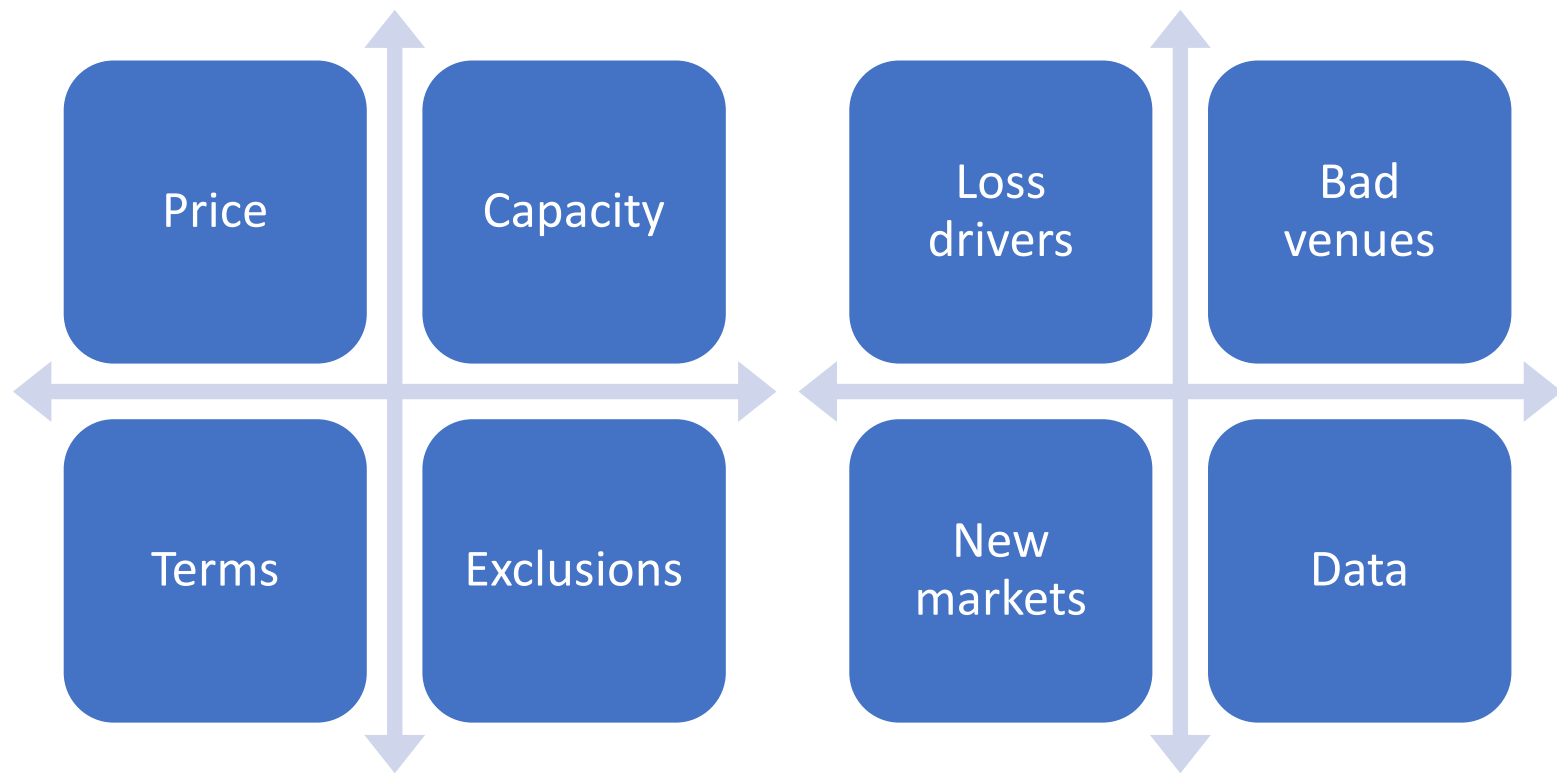 Price
Capacity
Terms
Exclusions
Loss
drivers
Bad
venues
New
markets
Data